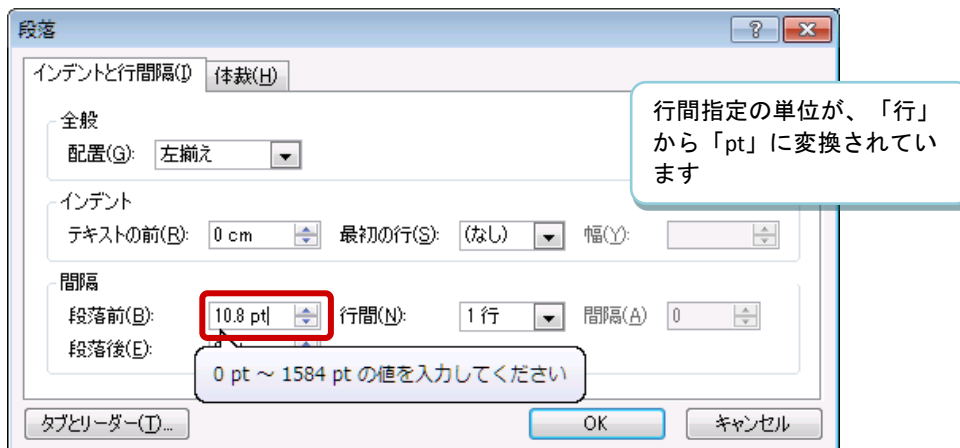 段落
インデントと行間隔(I)
体裁(H)
行間指定の単位が、「行」
から「pt」に変換されてい
ます
全般
配置(G): 左揃え
インデント
テキストの前(R): 0 cm 最初の行(S): (なし) 幅(Y):
間隔
段落前(B): 10.8 pt 行間(N): 1 行 間隔(A) 0
段落後(E):
0 pt ～ 1584 pt の値を入力してください
タブとリーダー(T)...
OK
キャンセル